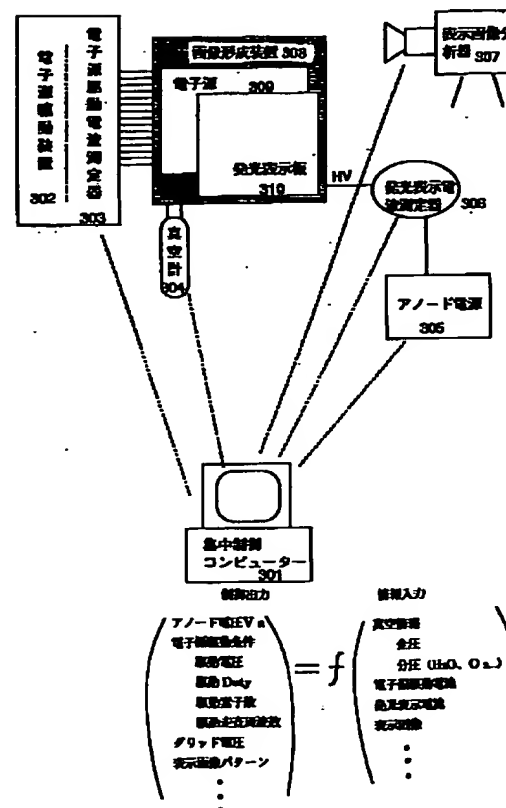 電子源駆動装置
302
電子源駆動電流測定器
303
画像形成装置 308
電子源 309
発光表示板
319
真空計
304
HV
表示画像分
析器
307
発光表示電
流測定器
306
アノード電源
305
集中制御
コンピューター
301
制御出力
アノード電圧Va
電子源駆動条件
駆動電圧
駆動Duty
駆動素子数
駆動走査周波数
グリッド電圧
表示画像パターン
= f
情報入力
真空情報
全圧
分圧(H₂O、O₂…)
電子源駆動電流
発光表示電流
表示画像